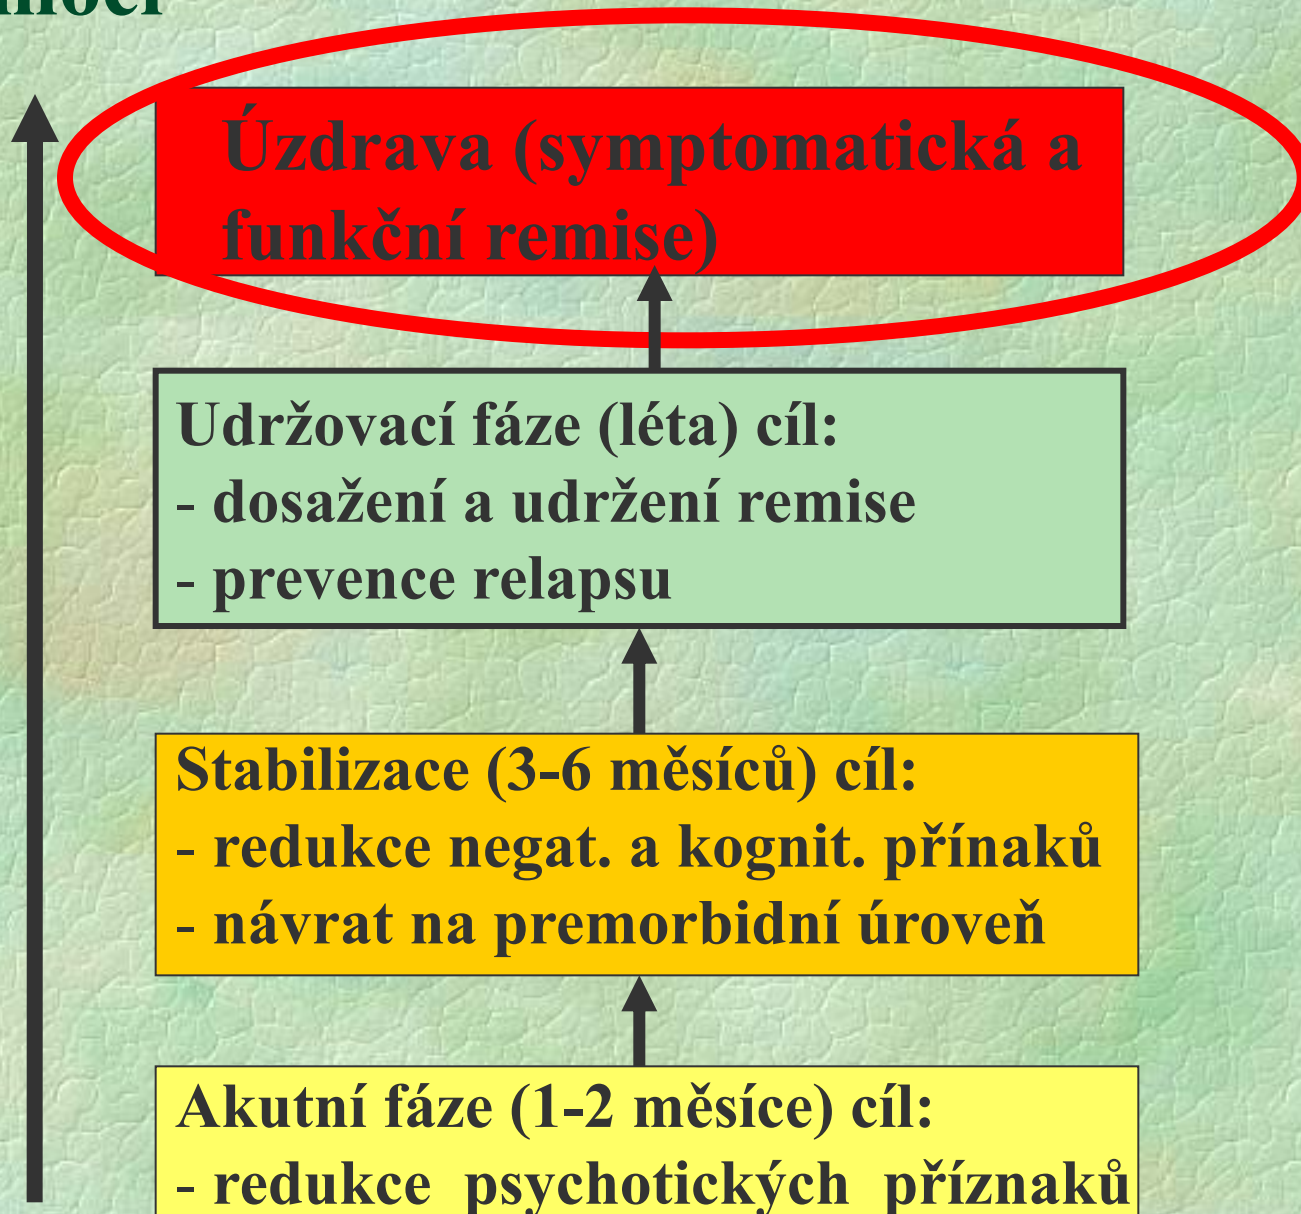 Úzdrava (symptomatická a
funkční remise)
Udržovací fáze (léta) cíl:
- dosažení a udržení remise
- prevence relapsu
Stabilizace (3-6 měsíců) cíl:
- redukce negat. a kognit. přínaků
- návrat na premorbidní úroveň
Akutní fáze (1-2 měsíce) cíl:
- redukce psychotických příznaků